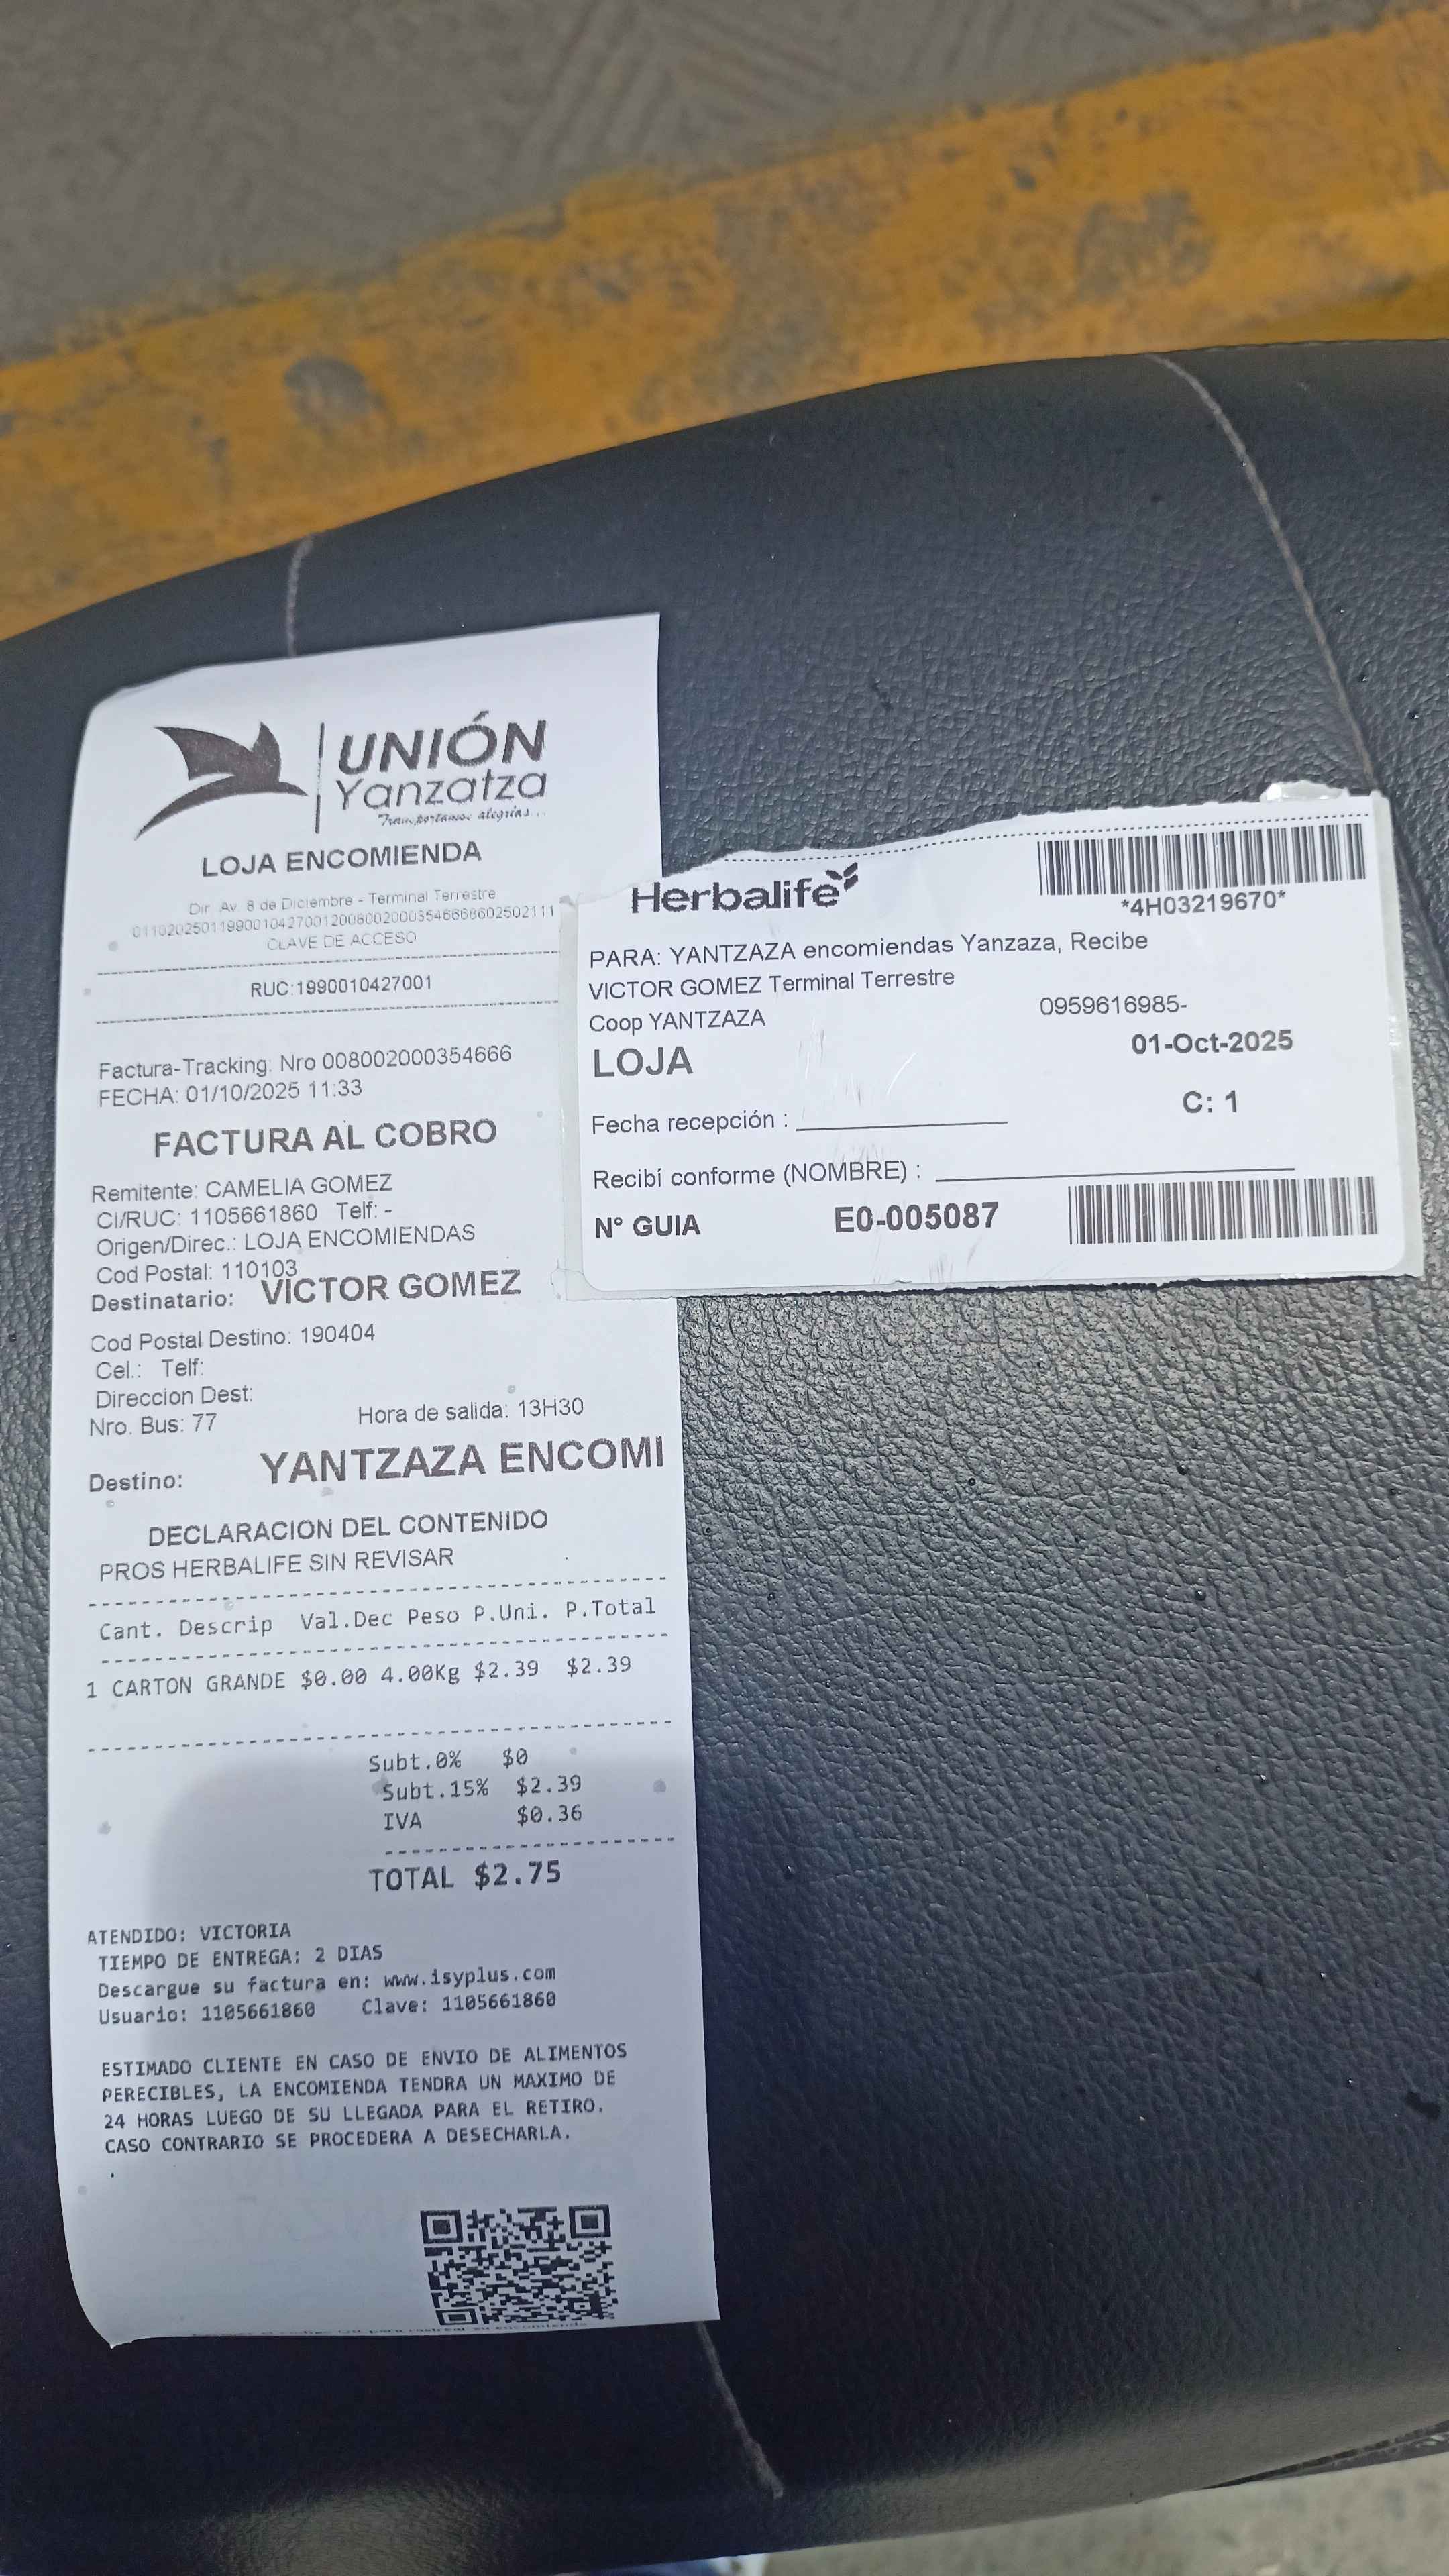 UNIÓN
Yanzatza
Transportamos alegrías...
LOJA ENCOMIENDA
Dir. Av. 8 de Diciembre - Terminal Terrestre
0110202501199001042700120080020003546668602502111
CLAVE DE ACCESO
RUC:1990010427001
Factura-Tracking: Nro 008002000354666
FECHA: 01/10/2025 11:33
FACTURA AL COBRO
Remitente: CAMELIA GOMEZ
CI/RUC: 1105661860 Telf: -
Origen/Direc.: LOJA ENCOMIENDAS
Cod Postal: 110103
Destinatario: VICTOR GOMEZ
Cod Postal Destino: 190404
Cel.: Telf:
Direccion Dest:
Nro. Bus: 77 Hora de salida: 13H30
Destino: YANTZAZA ENCOMI
DECLARACION DEL CONTENIDO
PROS HERBALIFE SIN REVISAR
Cant. Descrip Val.Dec Peso P.Uni. P.Total
1 CARTON GRANDE $0.00 4.00Kg $2.39 $2.39
Subt.0% $0
Subt.15% $2.39
IVA $0.36
TOTAL $2.75
ATENDIDO: VICTORIA
TIEMPO DE ENTREGA: 2 DIAS
Descargue su factura en: www.isyplus.com
Usuario: 1105661860 Clave: 1105661860
ESTIMADO CLIENTE EN CASO DE ENVIO DE ALIMENTOS
PERECIBLES, LA ENCOMIENDA TENDRA UN MAXIMO DE
24 HORAS LUEGO DE SU LLEGADA PARA EL RETIRO.
CASO CONTRARIO SE PROCEDERA A DESECHARLA.
Herbalife
*4H03219670*
PARA: YANTZAZA encomiendas Yanzaza, Recibe
VICTOR GOMEZ Terminal Terrestre
Coop YANTZAZA 0959616985-
LOJA 01-Oct-2025
C: 1
Fecha recepción :
Recibí conforme (NOMBRE) :
N° GUIA E0-005087